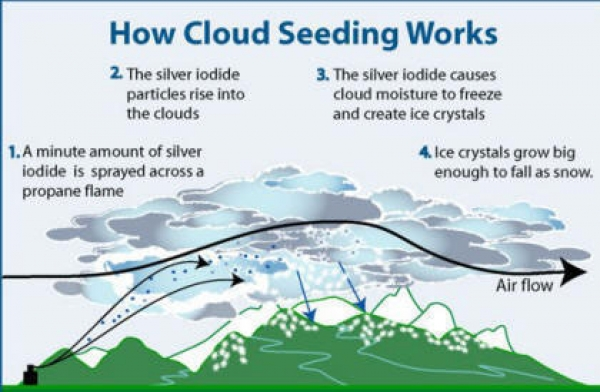 How Cloud Seeding Works
1. A minute amount of silver
iodide is sprayed across a
propane flame
2. The silver iodide
particles rise into
the clouds
3. The silver iodide causes
cloud moisture to freeze
and create ice crystals
4. Ice crystals grow big
enough to fall as snow.
Air flow